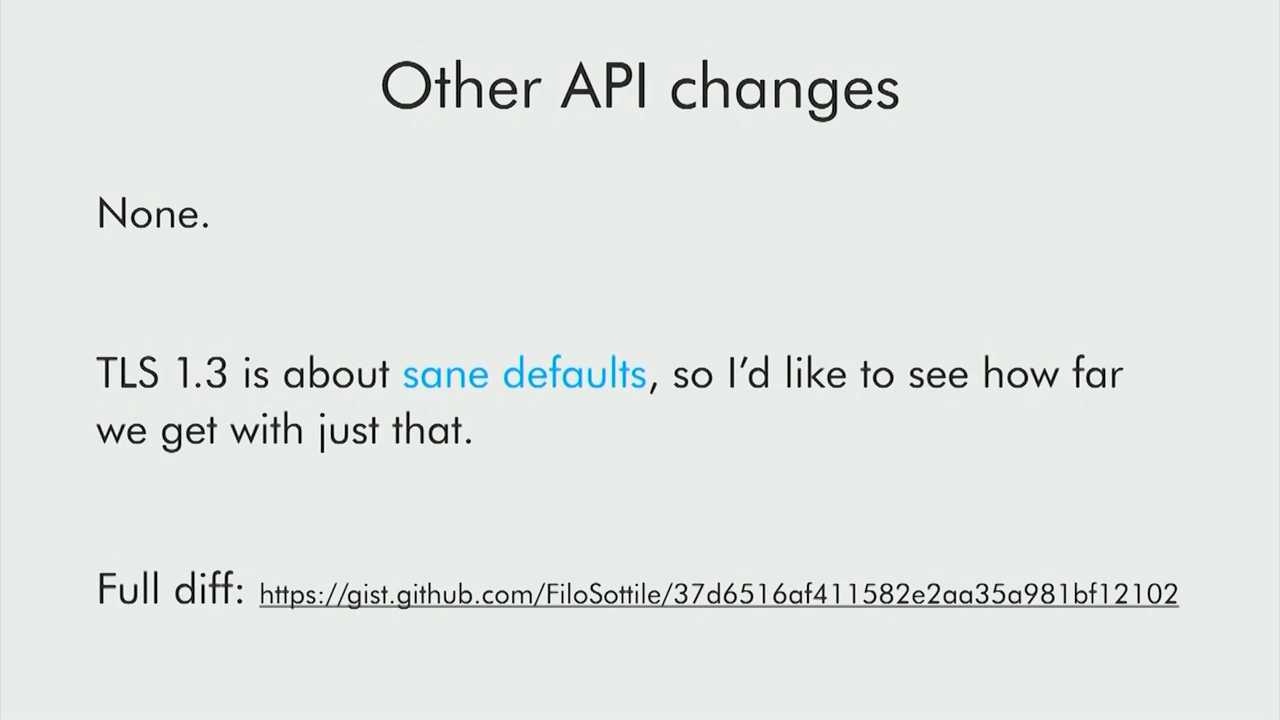 Other API changes
None.
TLS 1.3 is about sane defaults, so I’d like to see how far
we get with just that.
Full diff: https://gist.github.com/FiloSottile/37d6516af411582e2aa35a981bf12102